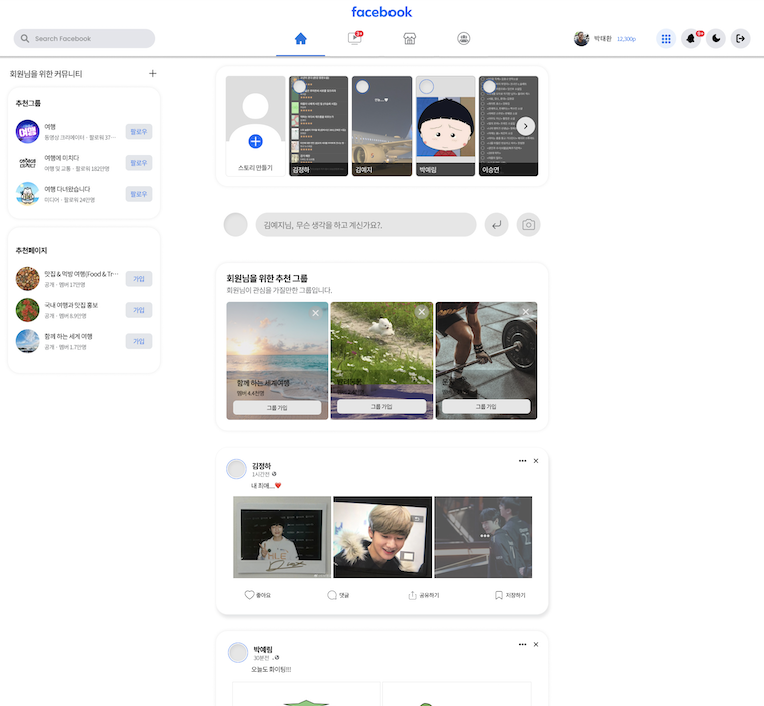 facebook
Search Facebook
9+
박태환
12,300p
9+
회원님을 위한 커뮤니티
추천그룹
여행
동영상 크리에이터 · 팔로워 37…
팔로우
여행에 미치다
여행 및 교통 · 팔로워 182만명
팔로우
여행 다녀왔습니다
미디어 · 팔로워 24만명
팔로우
추천페이지
맛집 & 먹방 여행(Food & Tr…
공개 · 멤버 17만명
가입
국내 여행과 맛집 홍보
공개 · 멤버 8.9만명
가입
함께 하는 세계 여행
공개 · 멤버 1.7만명
가입
스토리 만들기
김정하
김예지
박예림
이승연
김예지님, 무슨 생각을 하고 계신가요?.
회원님을 위한 추천 그룹
회원님이 관심을 가질만한 그룹입니다.
함께 하는 세계여행
멤버 4.4천명
그룹 가입
그룹 가입
그룹 가입
김정하
1시간전
내 최애....❤️
좋아요
댓글
공유하기
저장하기
박예림
30분전
오늘도 화이팅!!!